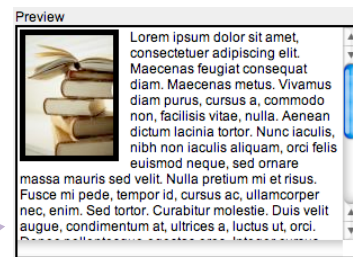 Preview
Lorem ipsum dolor sit amet,
consectetuer adipiscing elit.
Maecenas feugiat consequat
diam. Maecenas metus. Vivamus
diam purus, cursus a, commodo
non, facilisis vitae, nulla. Aenean
dictum lacinia tortor. Nunc iaculis,
nibh non iaculis aliquam, orci felis
euismod neque, sed ornare
massa mauris sed velit. Nulla pretium mi et risus.
Fusce mi pede, tempor id, cursus ac, ullamcorper
nec, enim. Sed tortor. Curabitur molestie. Duis velit
augue, condimentum at, ultrices a, luctus ut, orci.